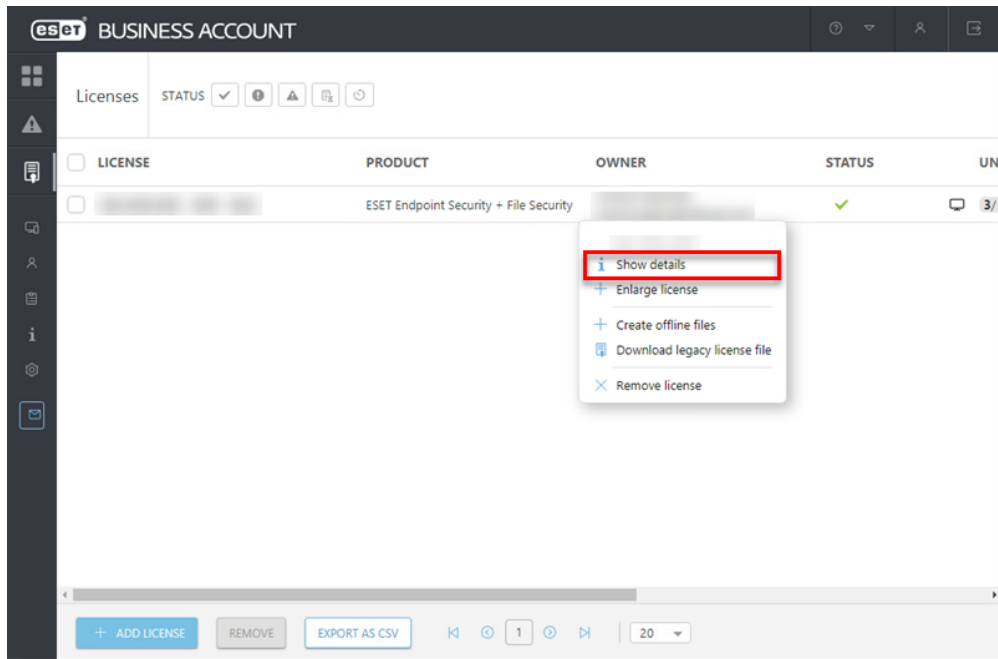 eset BUSINESS ACCOUNT
Licenses STATUS
LICENSE PRODUCT OWNER STATUS UN
ESET Endpoint Security + File Security 3/
Show details
Enlarge license
Create offline files
Download legacy license file
Remove license
+ ADD LICENSE REMOVE EXPORT AS CSV 1 20